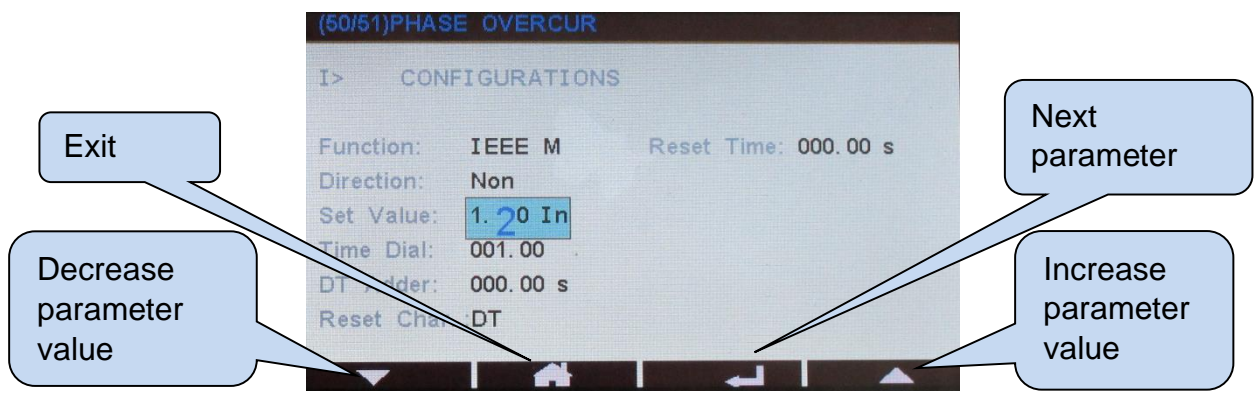 (50/51)PHASE OVERCUR
I> CONFIGURATIONS
Function: IEEE M Reset Time: 000.00 s
Direction: Non
Set Value: 1.20 In
Time Dial: 001.00
DT Adder: 000.00 s
Reset Char.:DT
Exit
Decrease
parameter
value
Next
parameter
Increase
parameter
value